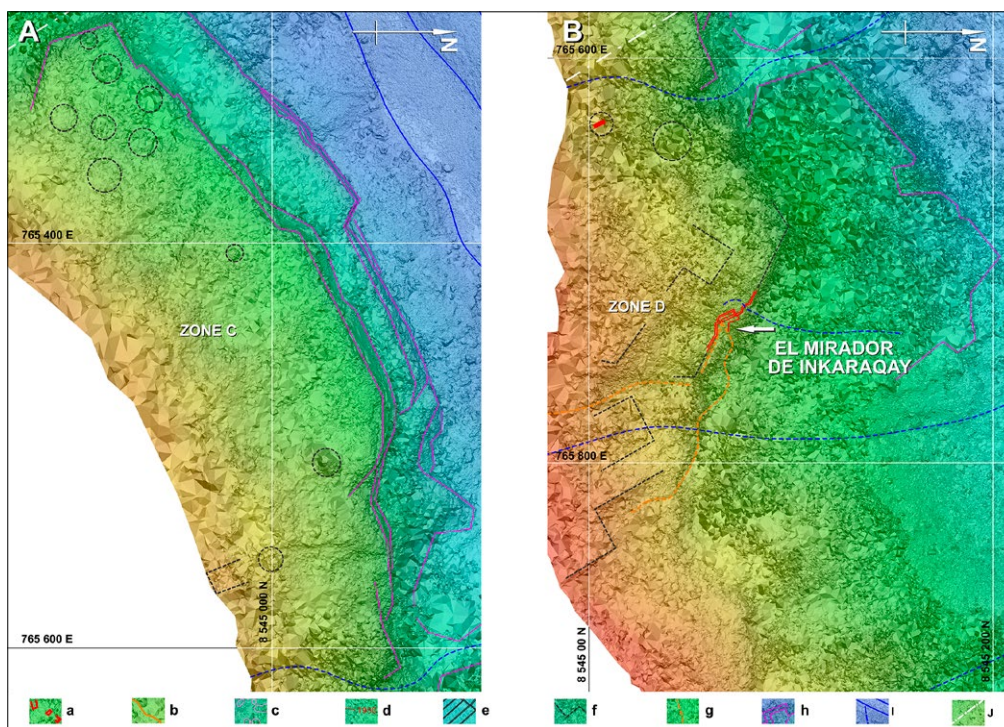 A
N
765 400 E
ZONE C
8 545 000 N
765 600 E
B
N
765 600 E
ZONE D
EL MIRADOR
DE INKARAQAY
765 800 E
8 545 00 N
8 545 200 N
a
b
c
d
e
f
g
h
I
J